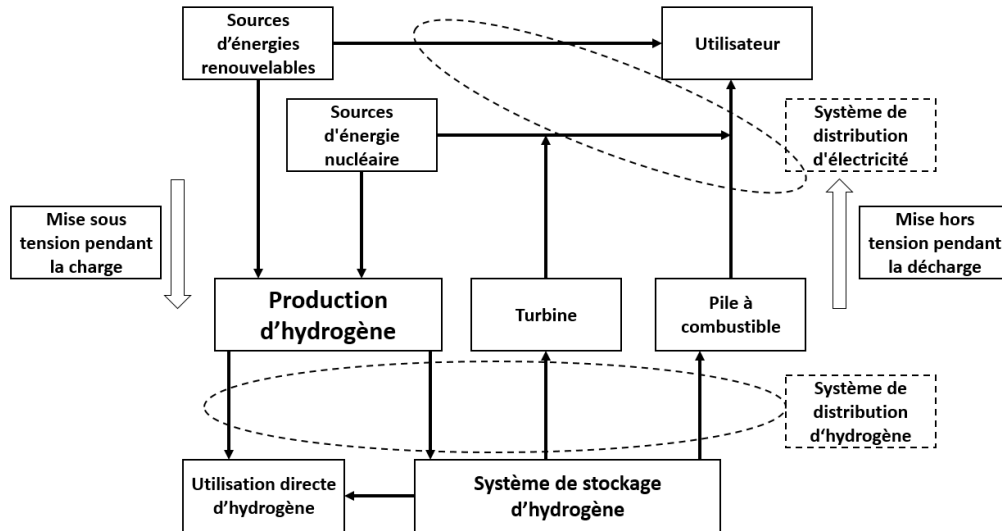 Sources
d'énergies
renouvelables
Utilisateur
Sources
d'énergie
nucléaire
Système de
distribution
d'électricité
Mise sous
tension pendant
la charge
Mise hors
tension pendant
la décharge
Production
d'hydrogène
Turbine
Pile à
combustible
Système de
distribution
d'hydrogène
Utilisation directe
d'hydrogène
Système de stockage
d'hydrogène